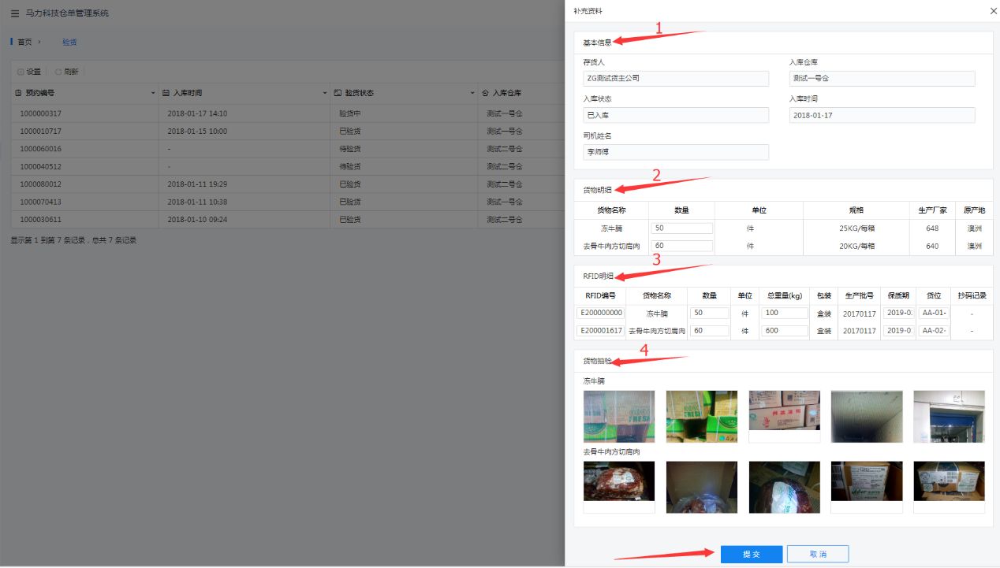 马力科技仓单管理系统
首页 › 验货
设置 刷新
预约编号 入库时间 验货状态 入库仓库
1000000317 2018-01-17 14:10 验货中 测试一号仓
1000010717 2018-01-15 10:00 已验货 测试一号仓
1000060016 - 待验货 测试二号仓
1000040512 - 待验货 测试二号仓
1000080012 2018-01-11 19:29 已验货 测试二号仓
1000070413 2018-01-11 10:38 已验货 测试一号仓
1000030611 2018-01-10 09:24 已验货 测试二号仓
显示第 1 到第 7 条记录，总共 7 条记录
补充资料
1
基本信息
存货人 入库仓库
ZG测试货主公司 测试一号仓
入库状态 入库时间
已入库 2018-01-17
司机姓名
李师傅
2
货物明细
货物名称 数量 单位 规格 生产厂家 原产地
冻牛腩 50 件 25KG/每箱 648 澳洲
去骨牛肉方切肩肉 60 件 20KG/每箱 640 澳洲
3
RFID明细
RFID编号 货物名称 数量 单位 总重量(kg) 包装 生产批号 保质期 货位 抄码记录
E200000000 冻牛腩 50 件 100 盒装 20170117 2019-0 AA-01- -
E200001617 去骨牛肉方切肩肉 60 件 600 盒装 20170117 2019-0 AA-02- -
4
货物抽检
冻牛腩
FRESH
FRESH
去骨牛肉方切肩肉
提 交 取 消